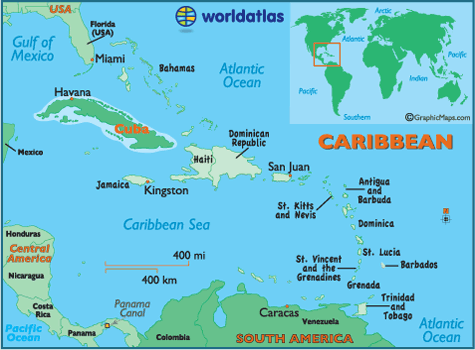 USA
worldatlas
Florida
(USA)
Gulf of
Mexico
Miami
Bahamas
Atlantic
Ocean
Arctic
Atlantic
Pacific
Indian
Pacific
Southern
©GraphicMaps.com
Havana
Cuba
CARIBBEAN
Mexico
Dominican
Republic
Haiti
San Juan
Jamaica
Kingston
Antigua
and
Barbuda
St. Kitts
and Nevis
Caribbean Sea
Dominica
Honduras
Central
America
Nicaragua
400 mi
400 km
St. Lucia
St. Vincent
and the
Grenadines
Barbados
Grenada
Costa
Rica
Panama
Canal
Pacific
Ocean
Panama
Colombia
Caracas
Venezuela
SOUTH AMERICA
Trinidad
and
Tobago
Atlantic
Ocean